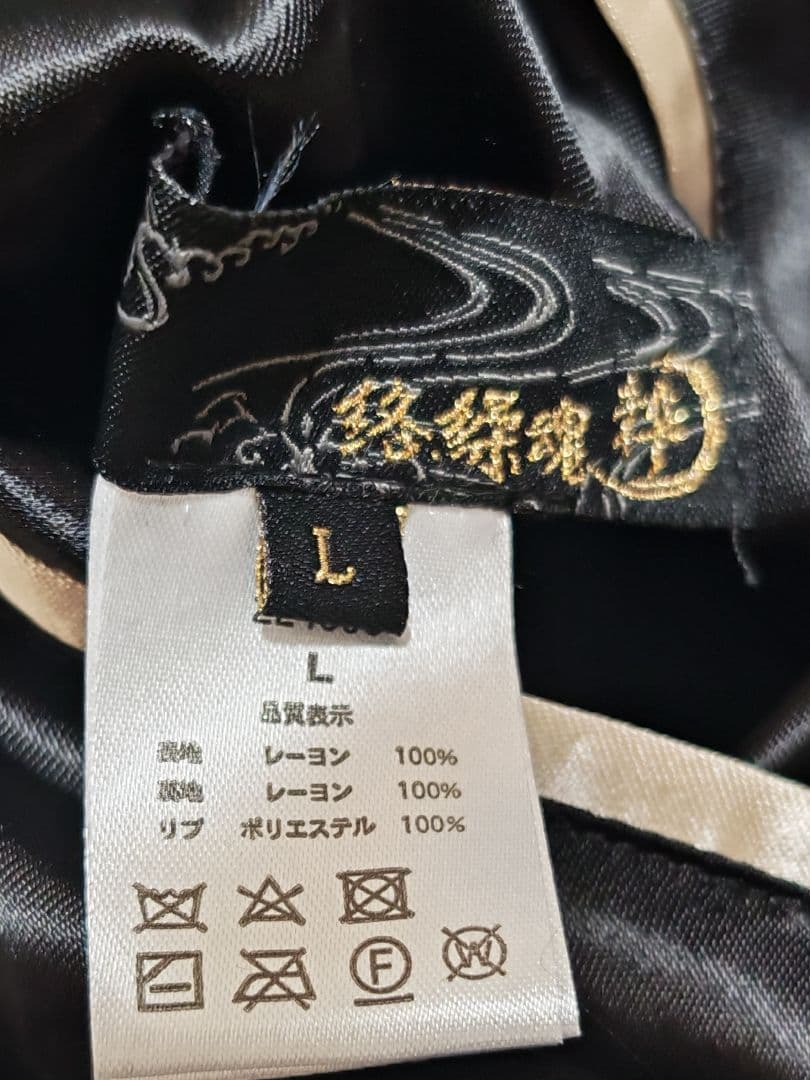 絡繰魂 粋
L
L
品質表示
表地 レーヨン 100%
裏地 レーヨン 100%
リブ ポリエステル 100%
F
W